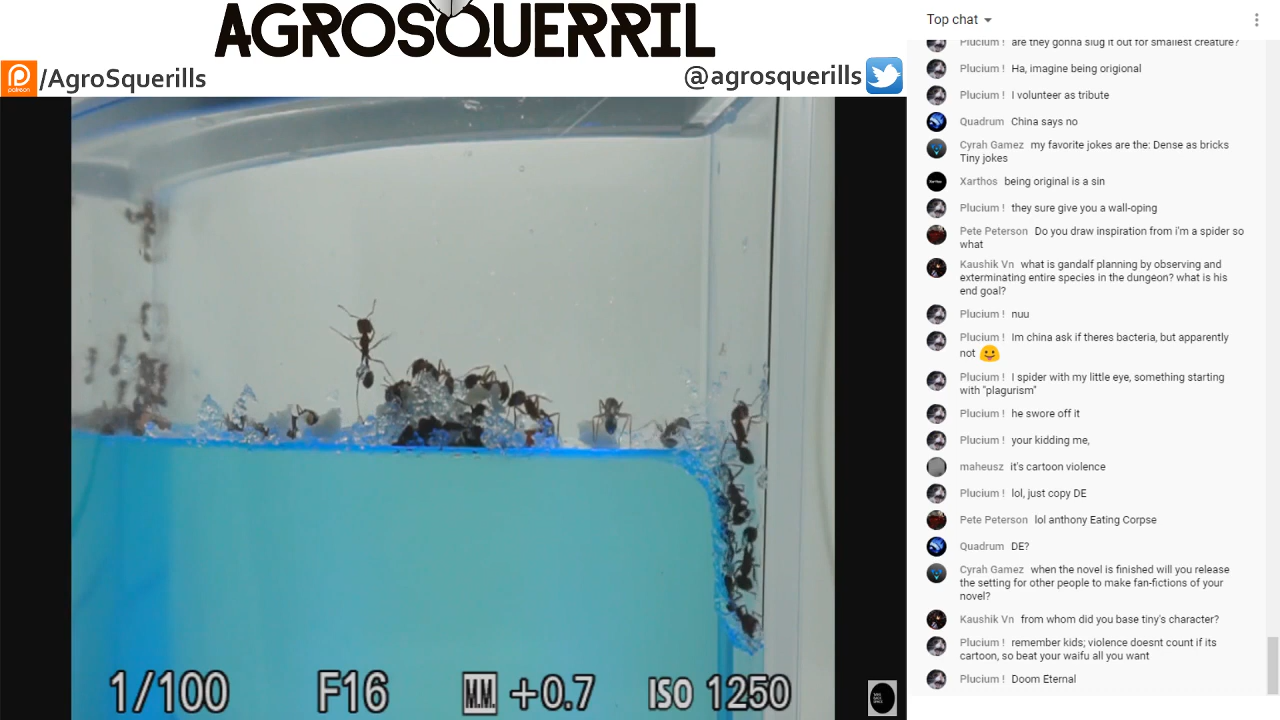 AGROSQUERRIL
/AgroSquerills
@agrosquerills
patreon
1/100 F16 M.M. +0.7 ISO 1250
Top chat
Plucium ! are they gonna slug it out for smallest creature?
Plucium ! Ha, imagine being origional
Plucium ! I volunteer as tribute
Quadrum China says no
Cyrah Gamez my favorite jokes are the: Dense as bricks
Tiny jokes
Xarthos being original is a sin
Plucium ! they sure give you a wall-oping
Pete Peterson Do you draw inspiration from i'm a spider so
what
Kaushik Vn what is gandalf planning by observing and
exterminating entire species in the dungeon? what is his
end goal?
Plucium ! nuu
Plucium ! Im china ask if theres bacteria, but apparently
not
Plucium ! I spider with my little eye, something starting
with "plagurism"
Plucium ! he swore off it
Plucium ! your kidding me,
maheusz it's cartoon violence
Plucium ! lol, just copy DE
Pete Peterson lol anthony Eating Corpse
Quadrum DE?
Cyrah Gamez when the novel is finished will you release
the setting for other people to make fan-fictions of your
novel?
Kaushik Vn from whom did you base tiny's character?
Plucium ! remember kids; violence doesnt count if its
cartoon, so beat your waifu all you want
Plucium ! Doom Eternal